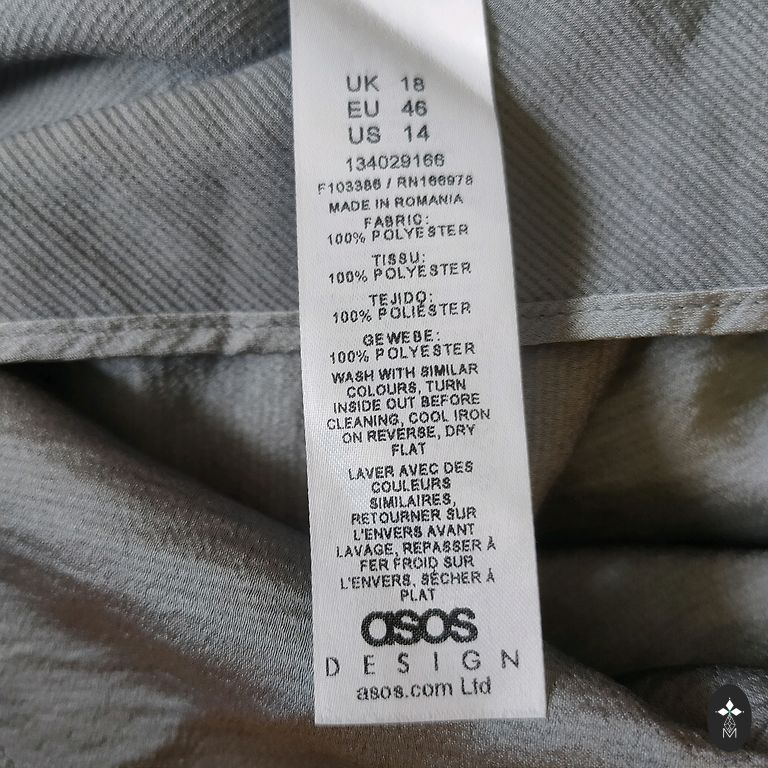 UK 18
EU 46
US 14
134029166
F103386 / RN166978
MADE IN ROMANIA
FABRIC:
100% POLYESTER
TISSU:
100% POLYESTER
TEJIDO:
100% POLIÉSTER
GEWEBE:
100% POLYESTER
WASH WITH SIMILAR
COLOURS, TURN
INSIDE OUT BEFORE
CLEANING, COOL IRON
ON REVERSE, DRY
FLAT
LAVER AVEC DES
COULEURS
SIMILAIRES,
RETOURNER SUR
L'ENVERS AVANT
LAVAGE, REPASSER À
FER FROID SUR
L'ENVERS, SÉCHER À
PLAT
asos
DESIGN
asos.com Ltd
M